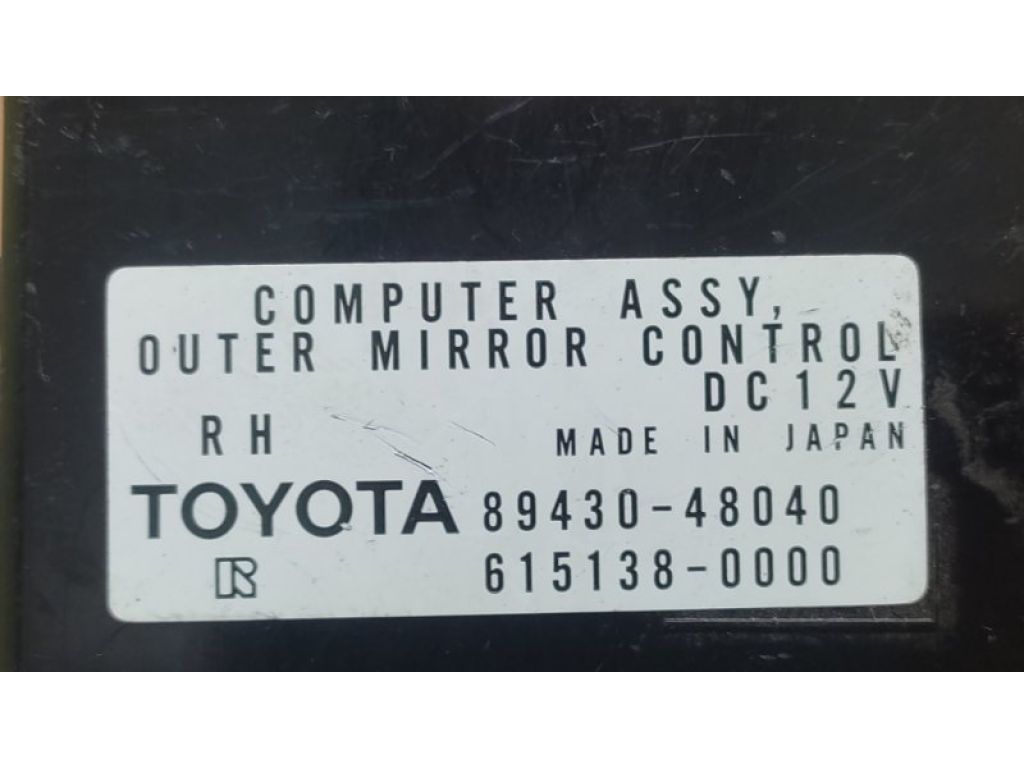 COMPUTER ASSY,
OUTER MIRROR CONTROL
DC12V
RH MADE IN JAPAN
TOYOTA 89430-48040
R 615138-0000